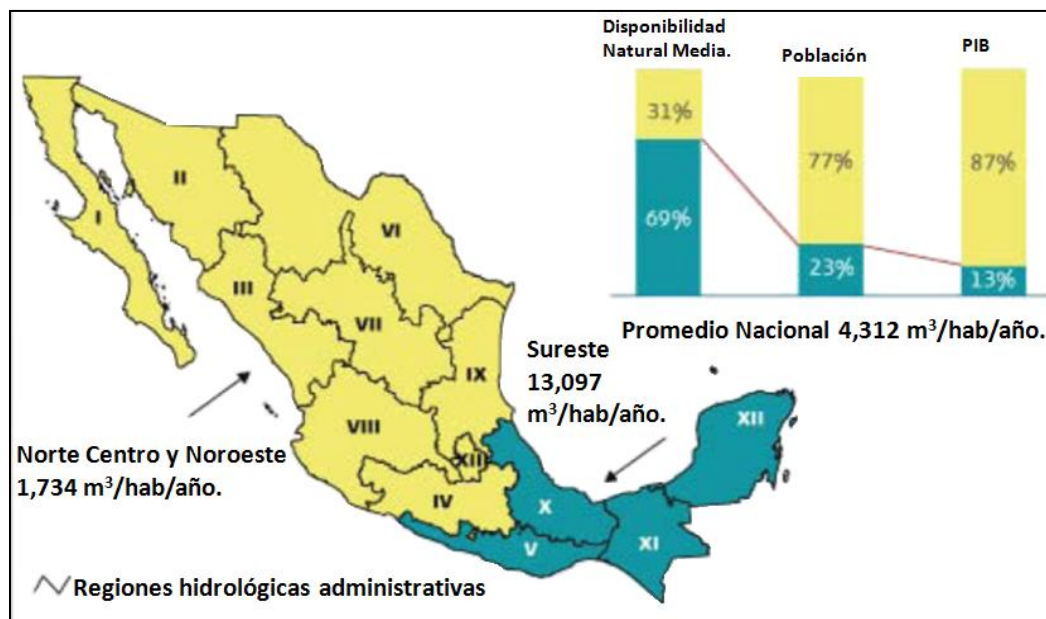 Disponibilidad
Natural Media.
Población
PIB
31%
77%
87%
69%
23%
13%
Promedio Nacional 4,312 m³/hab/año.
Sureste
13,097
m³/hab/año.
Norte Centro y Noroeste
1,734 m³/hab/año.
I
II
III
VI
VII
IX
VIII
XIII
IV
X
V
XI
XII
Regiones hidrológicas administrativas